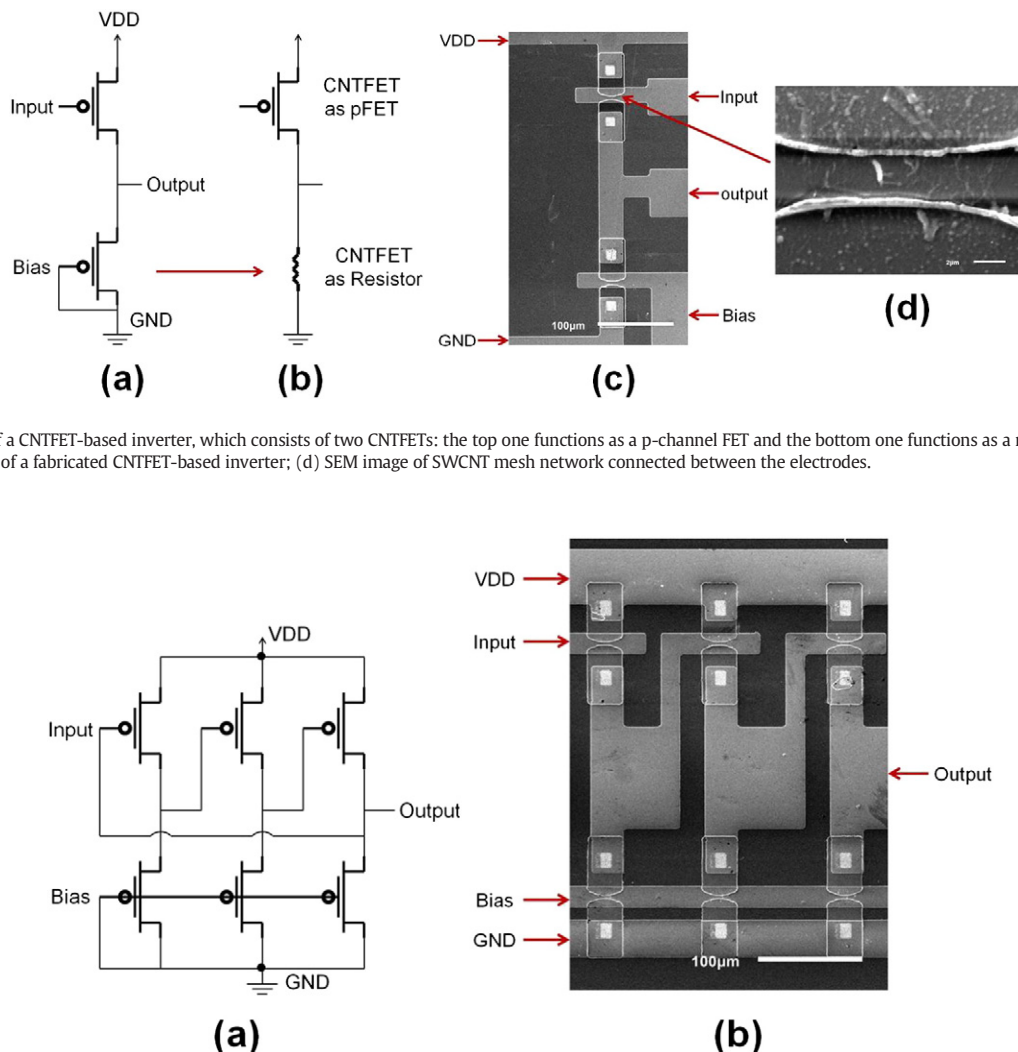 VDD
Input
Output
Bias
GND
(a)
CNTFET
as pFET
CNTFET
as Resistor
(b)
VDD
Input
output
Bias
100μm
GND
(c)
2μm
(d)
f a CNTFET-based inverter, which consists of two CNTFETs: the top one functions as a p-channel FET and the bottom one functions as a
of a fabricated CNTFET-based inverter; (d) SEM image of SWCNT mesh network connected between the electrodes.
VDD
Input
Output
Bias
GND
(a)
VDD
Input
Output
Bias
GND
100μm
(b)